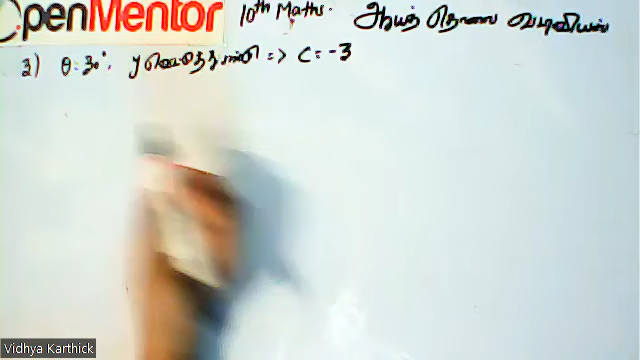 OpenMentor 10th Maths. ஆயத் தொலை வடிவியல்
3) θ = 30°, y வெட்டுத்துண்டு => C = -3
Vidhya Karthick